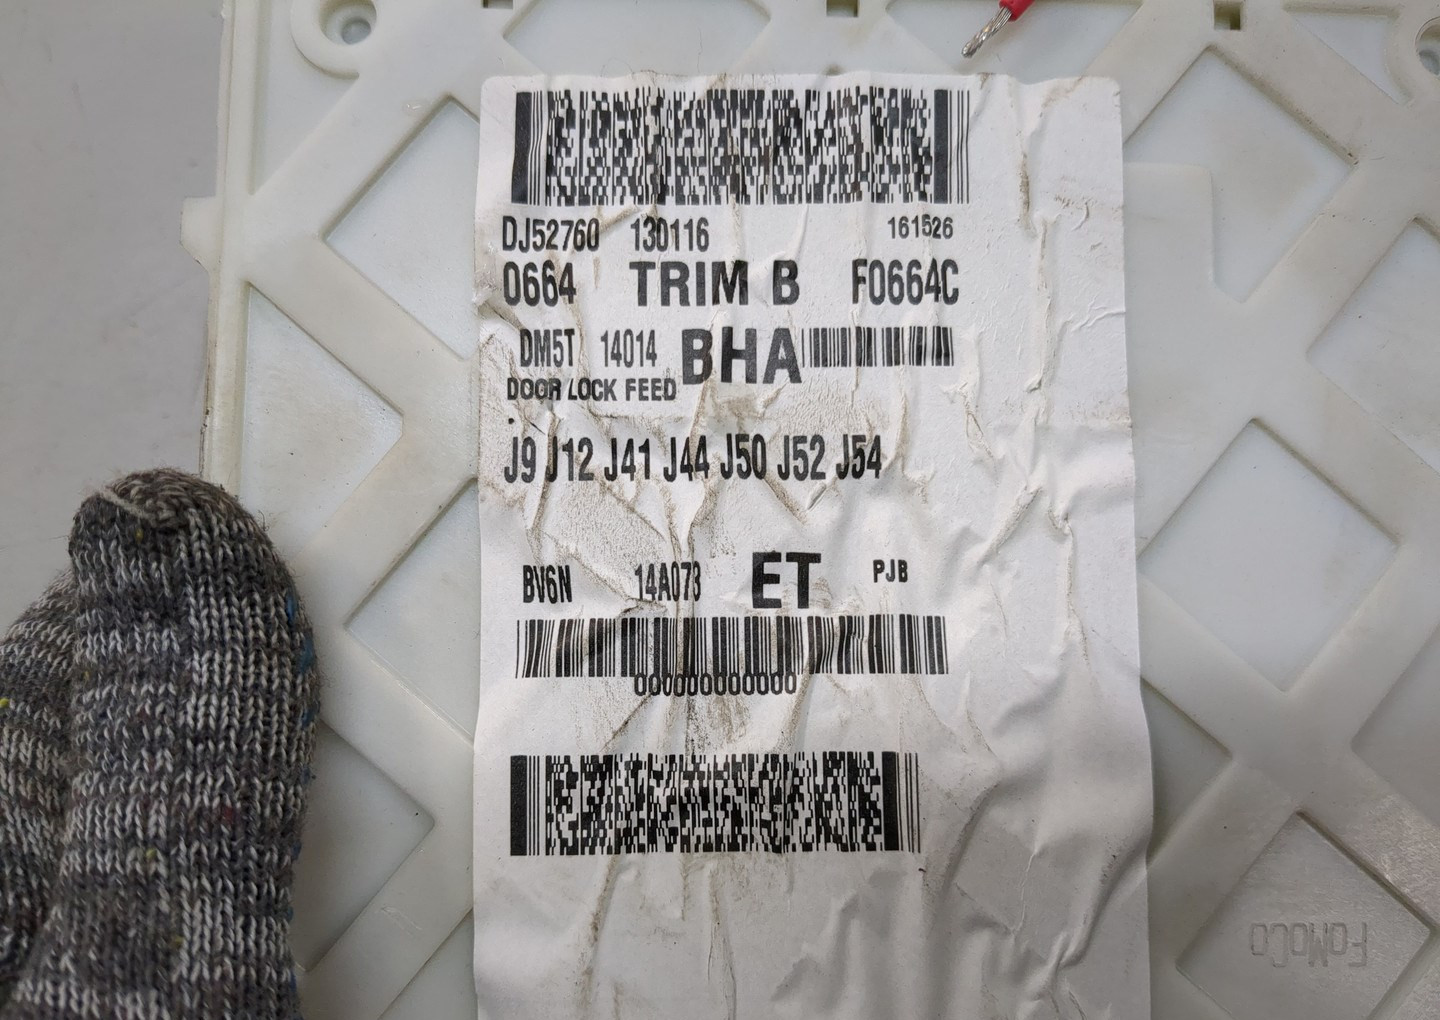 DJ52760 130116 161526
0664 TRIM B F0664C
DM5T 14014 BHA
DOOR LOCK FEED
J9 J12 J41 J44 J50 J52 J54
BV6N 14A073 ET PJB
000000000000
FoMoCo